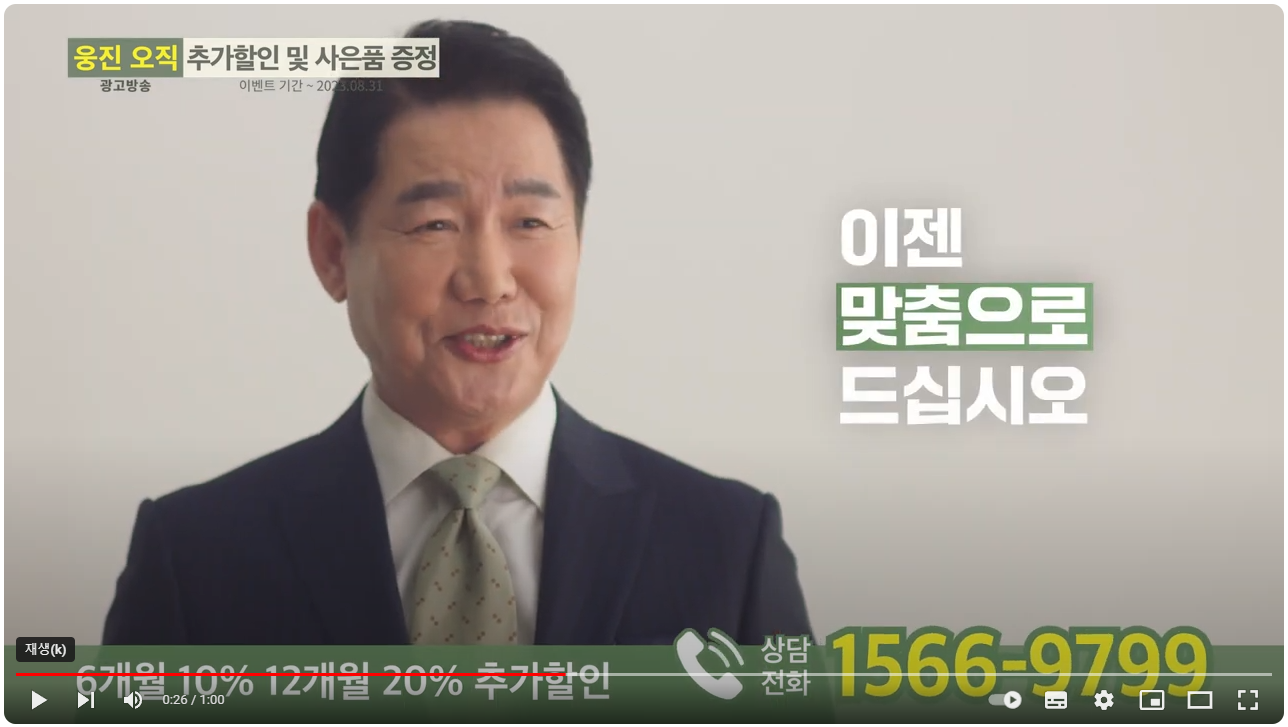 웅진 오직 추가할인 및 사은품 증정
광고방송 이벤트 기간 ~ 2023.08.31
이젠
맞춤으로
드십시오
재생(k)
6개월 10% 12개월 20% 추가할인
상담
전화
1566-9799
0:26 / 1:00